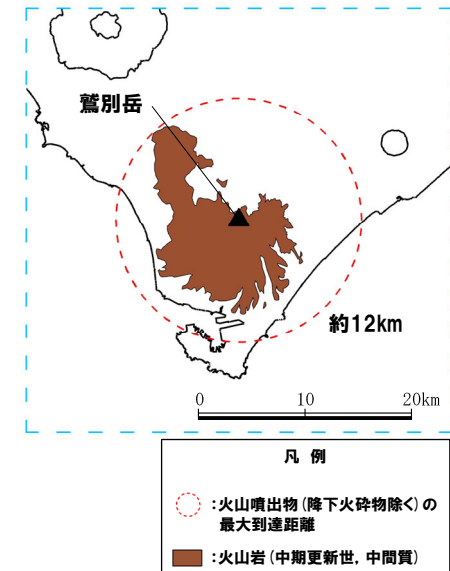 鷲別岳
約12km
0 10 20km
凡 例
:火山噴出物(降下火砕物除く)の
最大到達距離
:火山岩(中期更新世, 中間質)